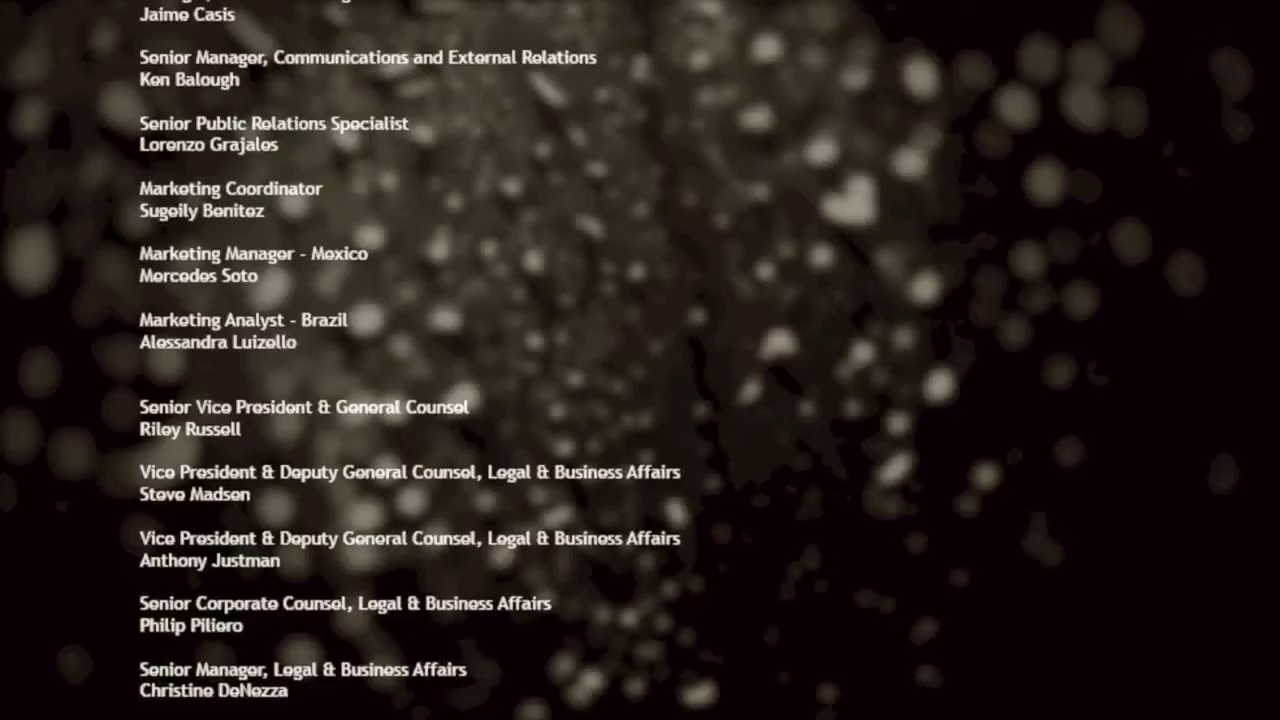 Jaime Casis
Senior Manager, Communications and External Relations
Ken Balough
Senior Public Relations Specialist
Lorenzo Grajales
Marketing Coordinator
Sugeily Benitez
Marketing Manager - Mexico
Mercedes Soto
Marketing Analyst - Brazil
Alessandra Luizello
Senior Vice President & General Counsel
Riley Russell
Vice President & Deputy General Counsel, Legal & Business Affairs
Steve Madsen
Vice President & Deputy General Counsel, Legal & Business Affairs
Anthony Justman
Senior Corporate Counsel, Legal & Business Affairs
Philip Piliero
Senior Manager, Legal & Business Affairs
Christine DeNezza